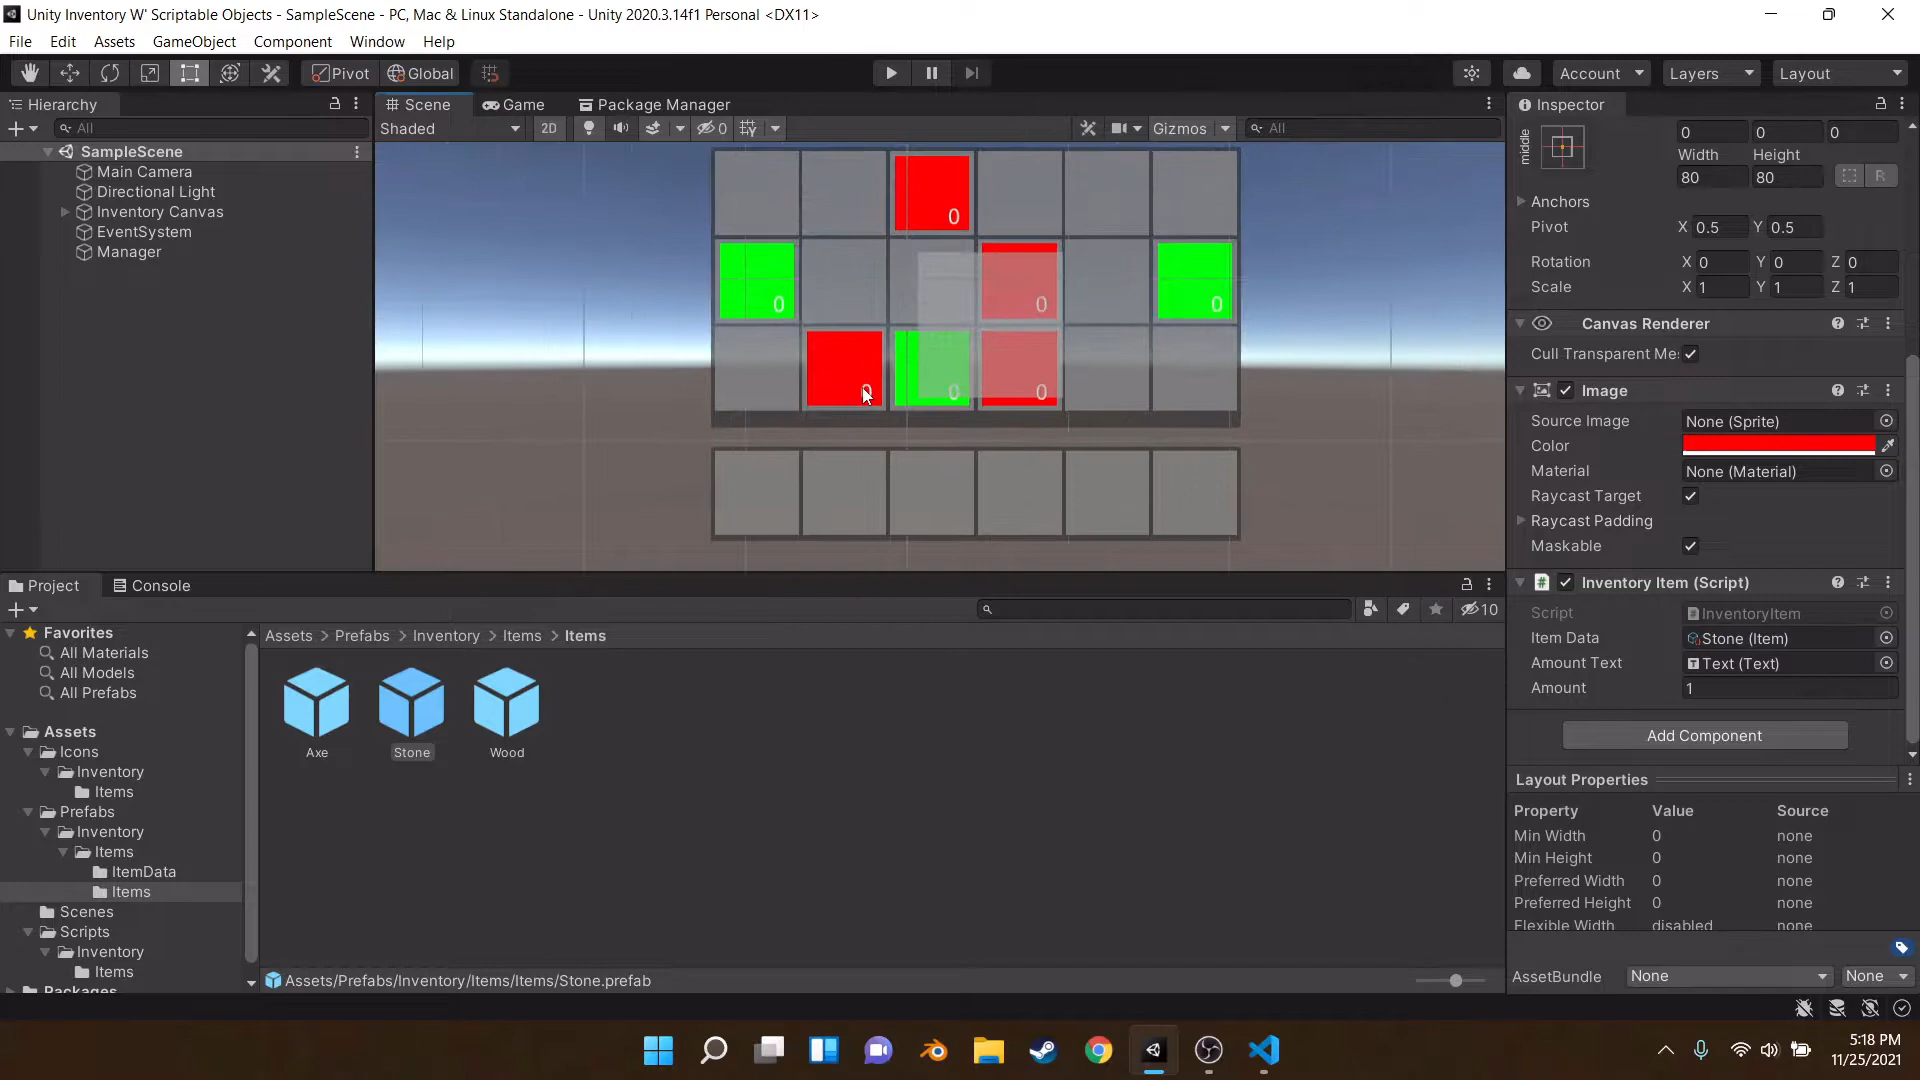 Unity Inventory W' Scriptable Objects - SampleScene - PC, Mac & Linux Standalone - Unity 2020.3.14f1 Personal <DX11>
File Edit Assets GameObject Component Window Help
Pivot Global Account Layers Layout
Hierarchy
All
SampleScene
Main Camera
Directional Light
Inventory Canvas
EventSystem
Manager
Scene Game Package Manager
Shaded 2D 0 Gizmos All
0
0 0 0
0 0 0
Inspector
middle
0 0 0
Width Height
80 80 R
Anchors
Pivot X 0.5 Y 0.5
Rotation X 0 Y 0 Z 0
Scale X 1 Y 1 Z 1
Canvas Renderer
Cull Transparent Me
Image
Source Image None (Sprite)
Color
Material None (Material)
Raycast Target
Raycast Padding
Maskable
# Inventory Item (Script)
Script InventoryItem
Item Data Stone (Item)
Amount Text Text (Text)
Amount 1
Add Component
Layout Properties
Property Value Source
Min Width 0 none
Min Height 0 none
Preferred Width 0 none
Preferred Height 0 none
Flexible Width disabled none
AssetBundle None None
Project Console
10
Favorites
All Materials
All Models
All Prefabs
Assets
Icons
Inventory
Items
Prefabs
Inventory
Items
ItemData
Items
Scenes
Scripts
Inventory
Items
Packages
Assets > Prefabs > Inventory > Items > Items
Axe Stone Wood
Assets/Prefabs/Inventory/Items/Items/Stone.prefab
5:18 PM
11/25/2021